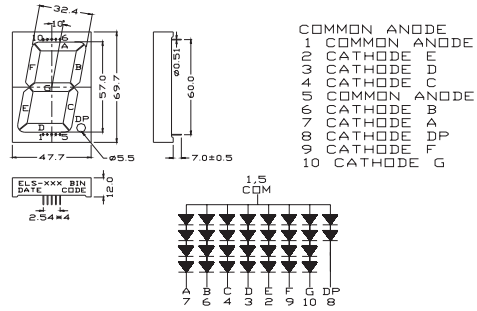 32.4
10
10 6
A
F B
G
E C
D DP
1 5
57.0
69.7
47.7
ø5.5
ø0.51
60.0
7.0±0.5
ELS-XXX BIN
DATE CODE
12.0
2.54*4
COMMON ANODE
1 COMMON ANODE
2 CATHODE E
3 CATHODE D
4 CATHODE C
5 COMMON ANODE
6 CATHODE B
7 CATHODE A
8 CATHODE DP
9 CATHODE F
10 CATHODE G
1,5
COM
A B C D E F G DP
7 6 4 3 2 9 10 8